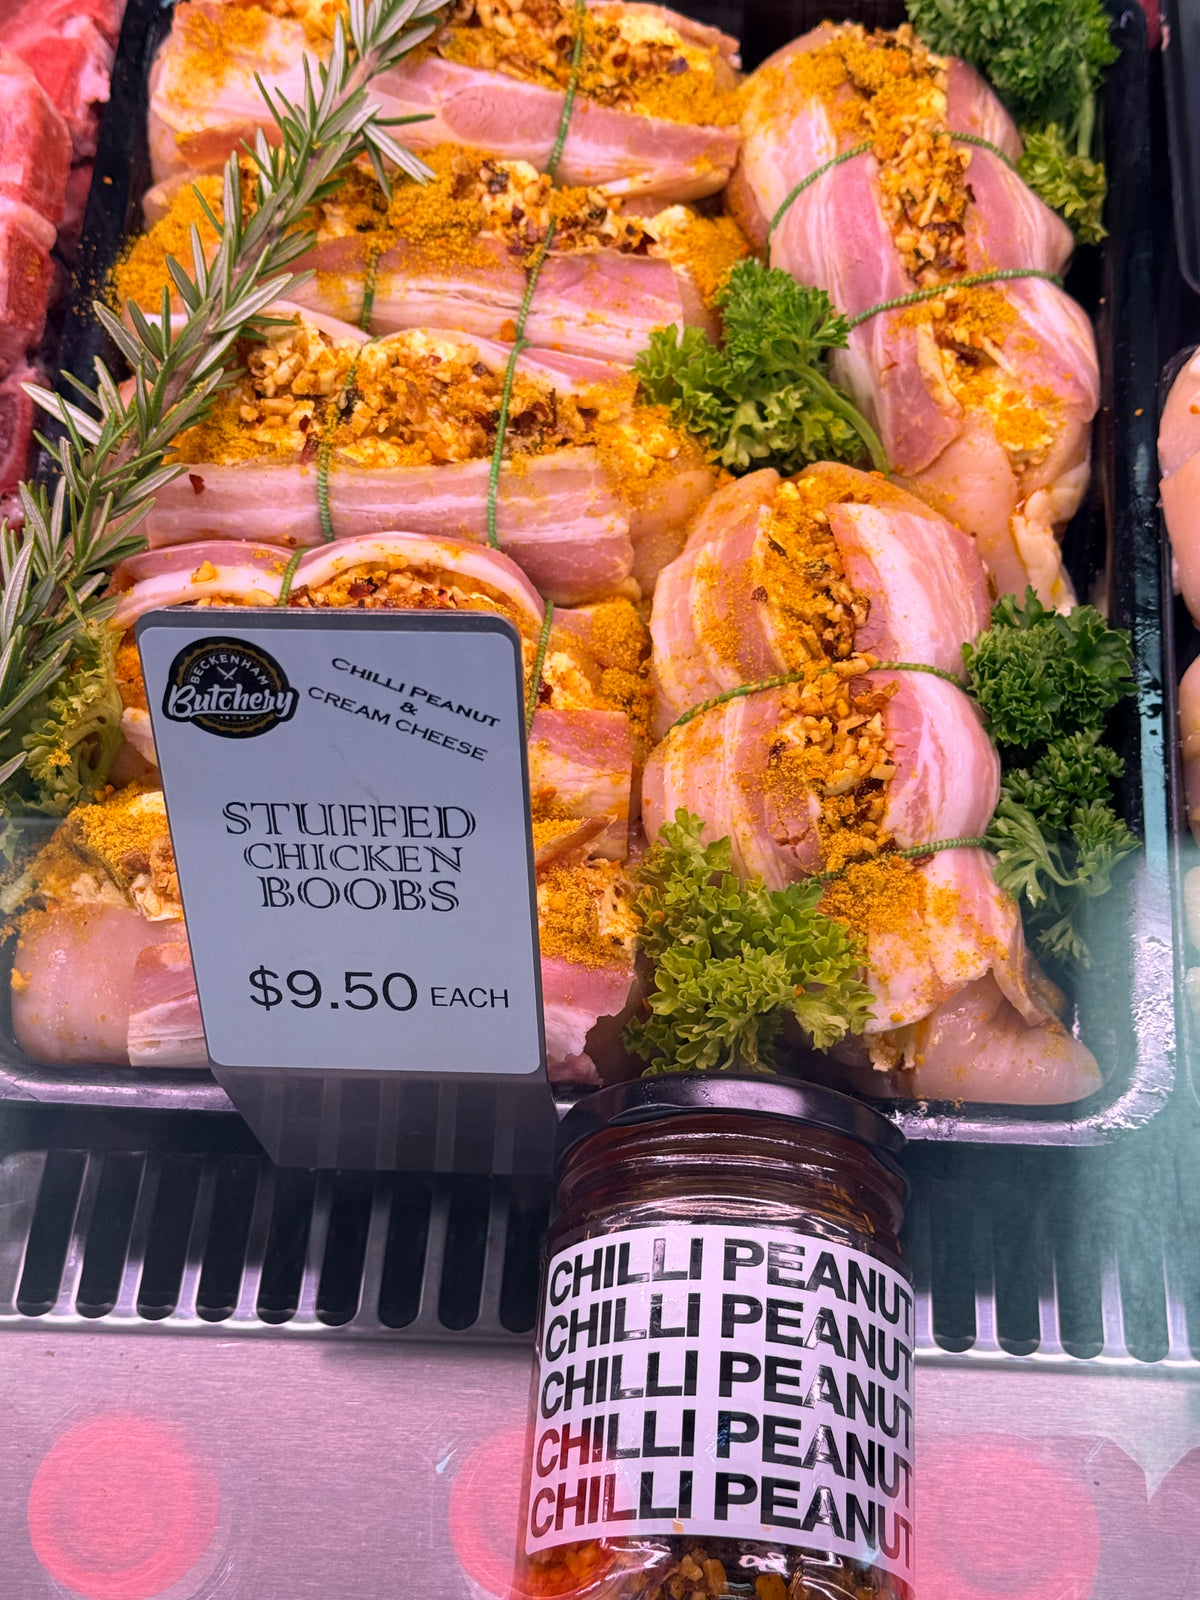 BECKENHAM
Butchery
CHILLI PEANUT
&
CREAM CHEESE
STUFFED
CHICKEN
BOOBS
$9.50 EACH
CHILLI PEANUT
CHILLI PEANUT
CHILLI PEANUT
CHILLI PEANUT
CHILLI PEANUT